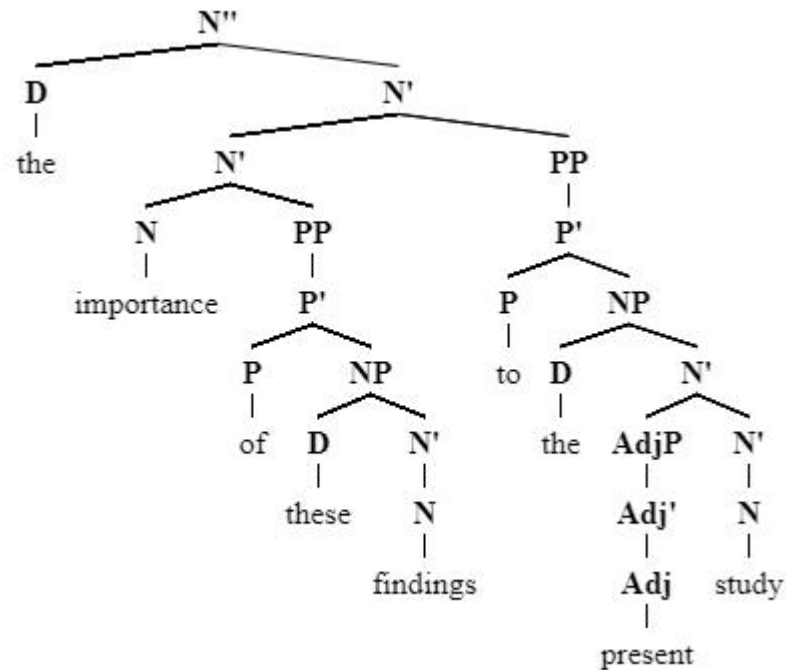 N"
D N'
the N' PP
N PP P'
importance P' P NP
P NP to D N'
of D N' the AdjP N'
these N Adj' N
findings Adj study
present